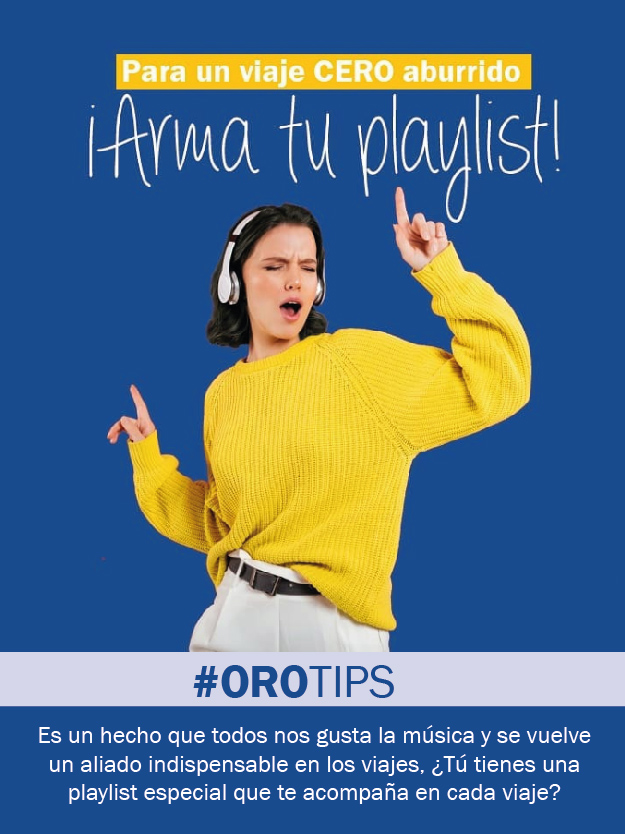 Para un viaje CERO aburrido
¡Arma tu playlist!
#OROTIPS
Es un hecho que todos nos gusta la música y se vuelve
un aliado indispensable en los viajes, ¿Tú tienes una
playlist especial que te acompaña en cada viaje?